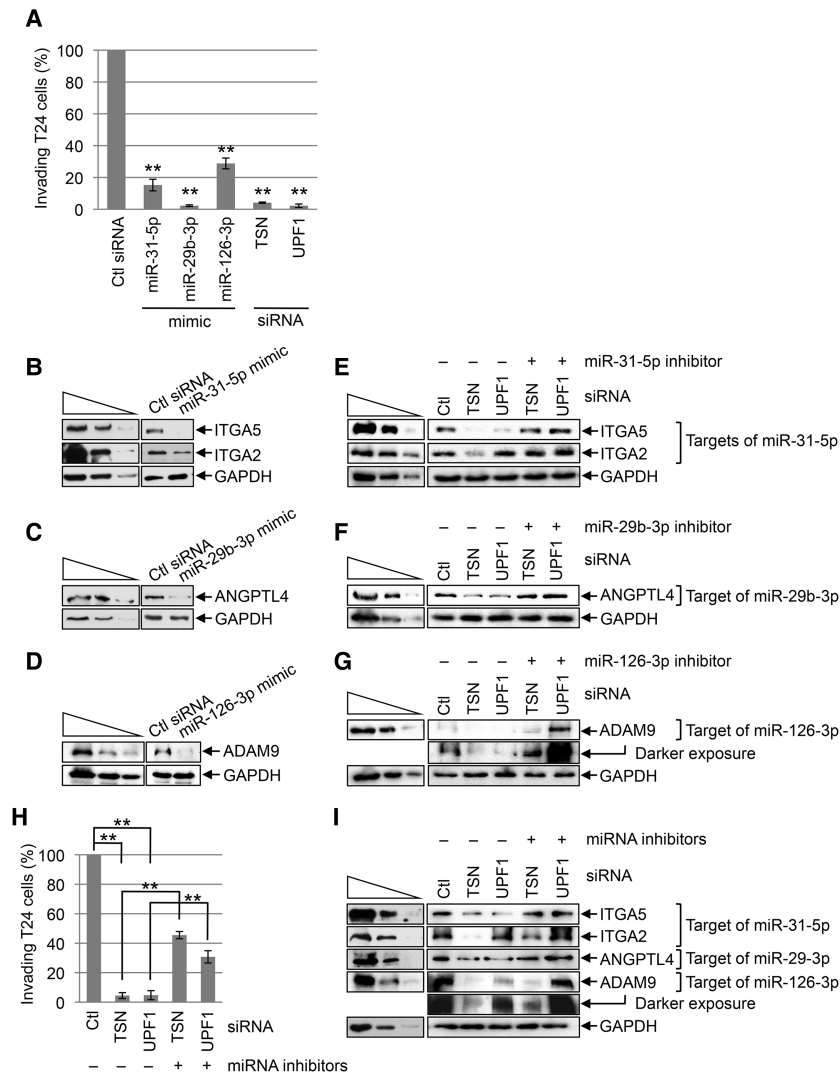 A
Invading T24 cells (%)
100
80
60
40
20
0
** ** ** ** **
Ctl siRNA
miR-31-5p
miR-29b-3p
miR-126-3p
TSN
UPF1
mimic siRNA
B
Ctl siRNA
miR-31-5p mimic
ITGA5
ITGA2
GAPDH
C
Ctl siRNA
miR-29b-3p mimic
ANGPTL4
GAPDH
D
Ctl siRNA
miR-126-3p mimic
ADAM9
GAPDH
E
– – – + + miR-31-5p inhibitor
Ctl TSN UPF1 TSN UPF1 siRNA
ITGA5
ITGA2
Targets of miR-31-5p
GAPDH
F
– – – + + miR-29b-3p inhibitor
Ctl TSN UPF1 TSN UPF1 siRNA
ANGPTL4 Target of miR-29b-3p
GAPDH
G
– – – + + miR-126-3p inhibitor
Ctl TSN UPF1 TSN UPF1 siRNA
ADAM9 Target of miR-126-3p
Darker exposure
GAPDH
H
Invading T24 cells (%)
100
80
60
40
20
0
**
**
**
**
Ctl TSN UPF1 TSN UPF1 siRNA
– – – + + miRNA inhibitors
I
– – – + + miRNA inhibitors
Ctl TSN UPF1 TSN UPF1 siRNA
ITGA5
ITGA2
Target of miR-31-5p
ANGPTL4 Target of miR-29-3p
ADAM9 Target of miR-126-3p
Darker exposure
GAPDH